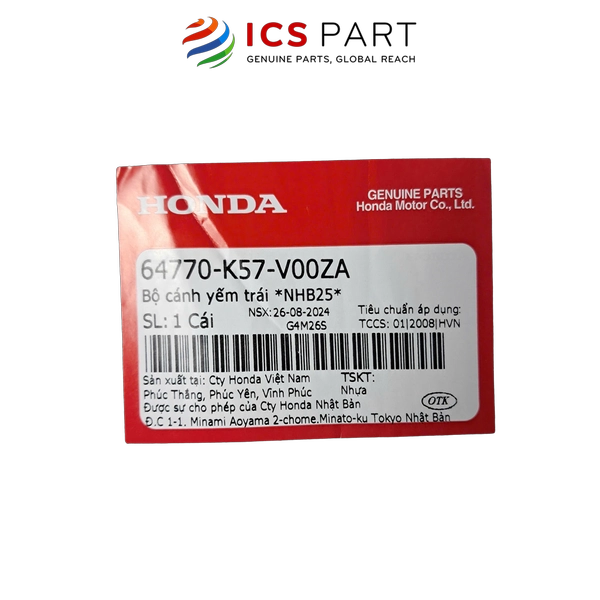 ICS PART
GENUINE PARTS, GLOBAL REACH
HONDA
GENUINE PARTS
Honda Motor Co., Ltd.
64770-K57-V00ZA
Bộ cánh yếm trái *NHB25*
SL: 1 Cái
NSX: 26-08-2024
G4M26S
Tiêu chuẩn áp dụng:
TCCS: 01|2008|HVN
Sản xuất tại: Cty Honda Việt Nam
TSKT:
Phúc Thắng, Phúc Yên, Vĩnh Phúc
Nhựa
Được sự cho phép của Cty Honda Nhật Bản
OTK
Đ.C 1-1. Minami Aoyama 2-chome.Minato-ku Tokyo Nhật Bản